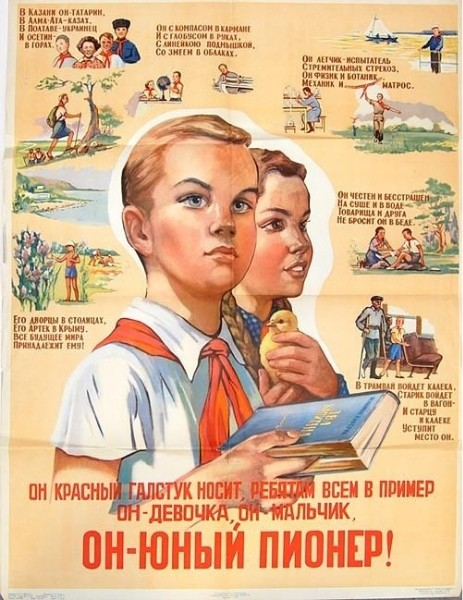 В Казани он-татарин,
В Алма-Ата-казах,
В Полтаве-украинец
И осетин -
в горах.
Он с компасом в кармане
И с глобусом в руках,
С линейкою подмышкой,
Со змеем в облаках.
Он летчик-испытатель
Стремительных стрекоз,
Он физик и ботаник,
Механик и матрос.
Он честен и бесстрашен
На суше и в воде-
Товарища и друга
Не бросит он в беде.
Его дворцы в столицах,
Его Артек в Крыму,
Все будущее мира
Принадлежит ему!
В трамвай войдет калека,
Старик войдет
в вагон-
И старцу
и калеке
Уступит
место он.
ОН КРАСНЫЙ ГАЛСТУК НОСИТ, РЕБЯТАМ ВСЕМ В ПРИМЕР
ОН-ДЕВОЧКА, ОН-МАЛЬЧИК,
ОН-ЮНЫЙ ПИОНЕР!